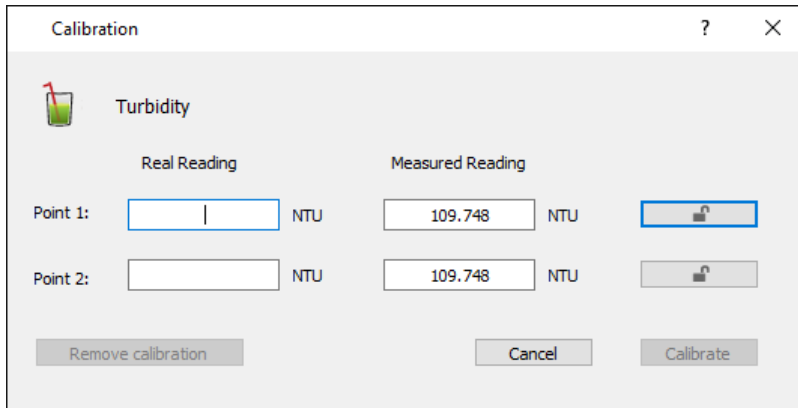 Calibration ?
Turbidity
Real Reading Measured Reading
Point 1: NTU 109.748 NTU
Point 2: NTU 109.748 NTU
Remove calibration Cancel Calibrate